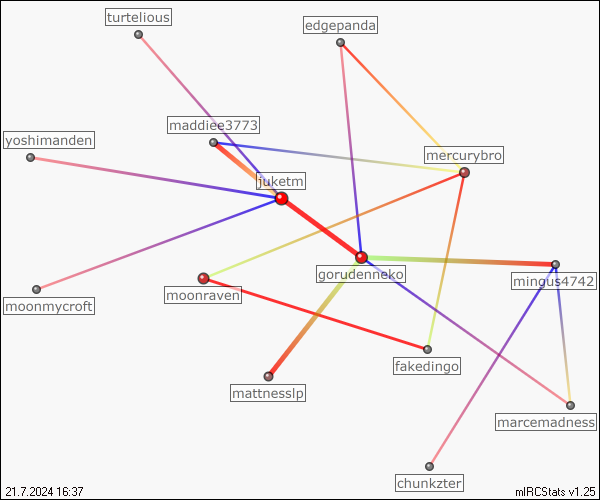 turtelious
edgepanda
maddiee3773
yoshimanden
mercurybro
juketm
gorudenneko
mingus4742
moonraven
moonmycroft
fakedingo
mattnesslp
marcemadness
chunkzter
21.7.2024 16:37
mIRCStats v1.25